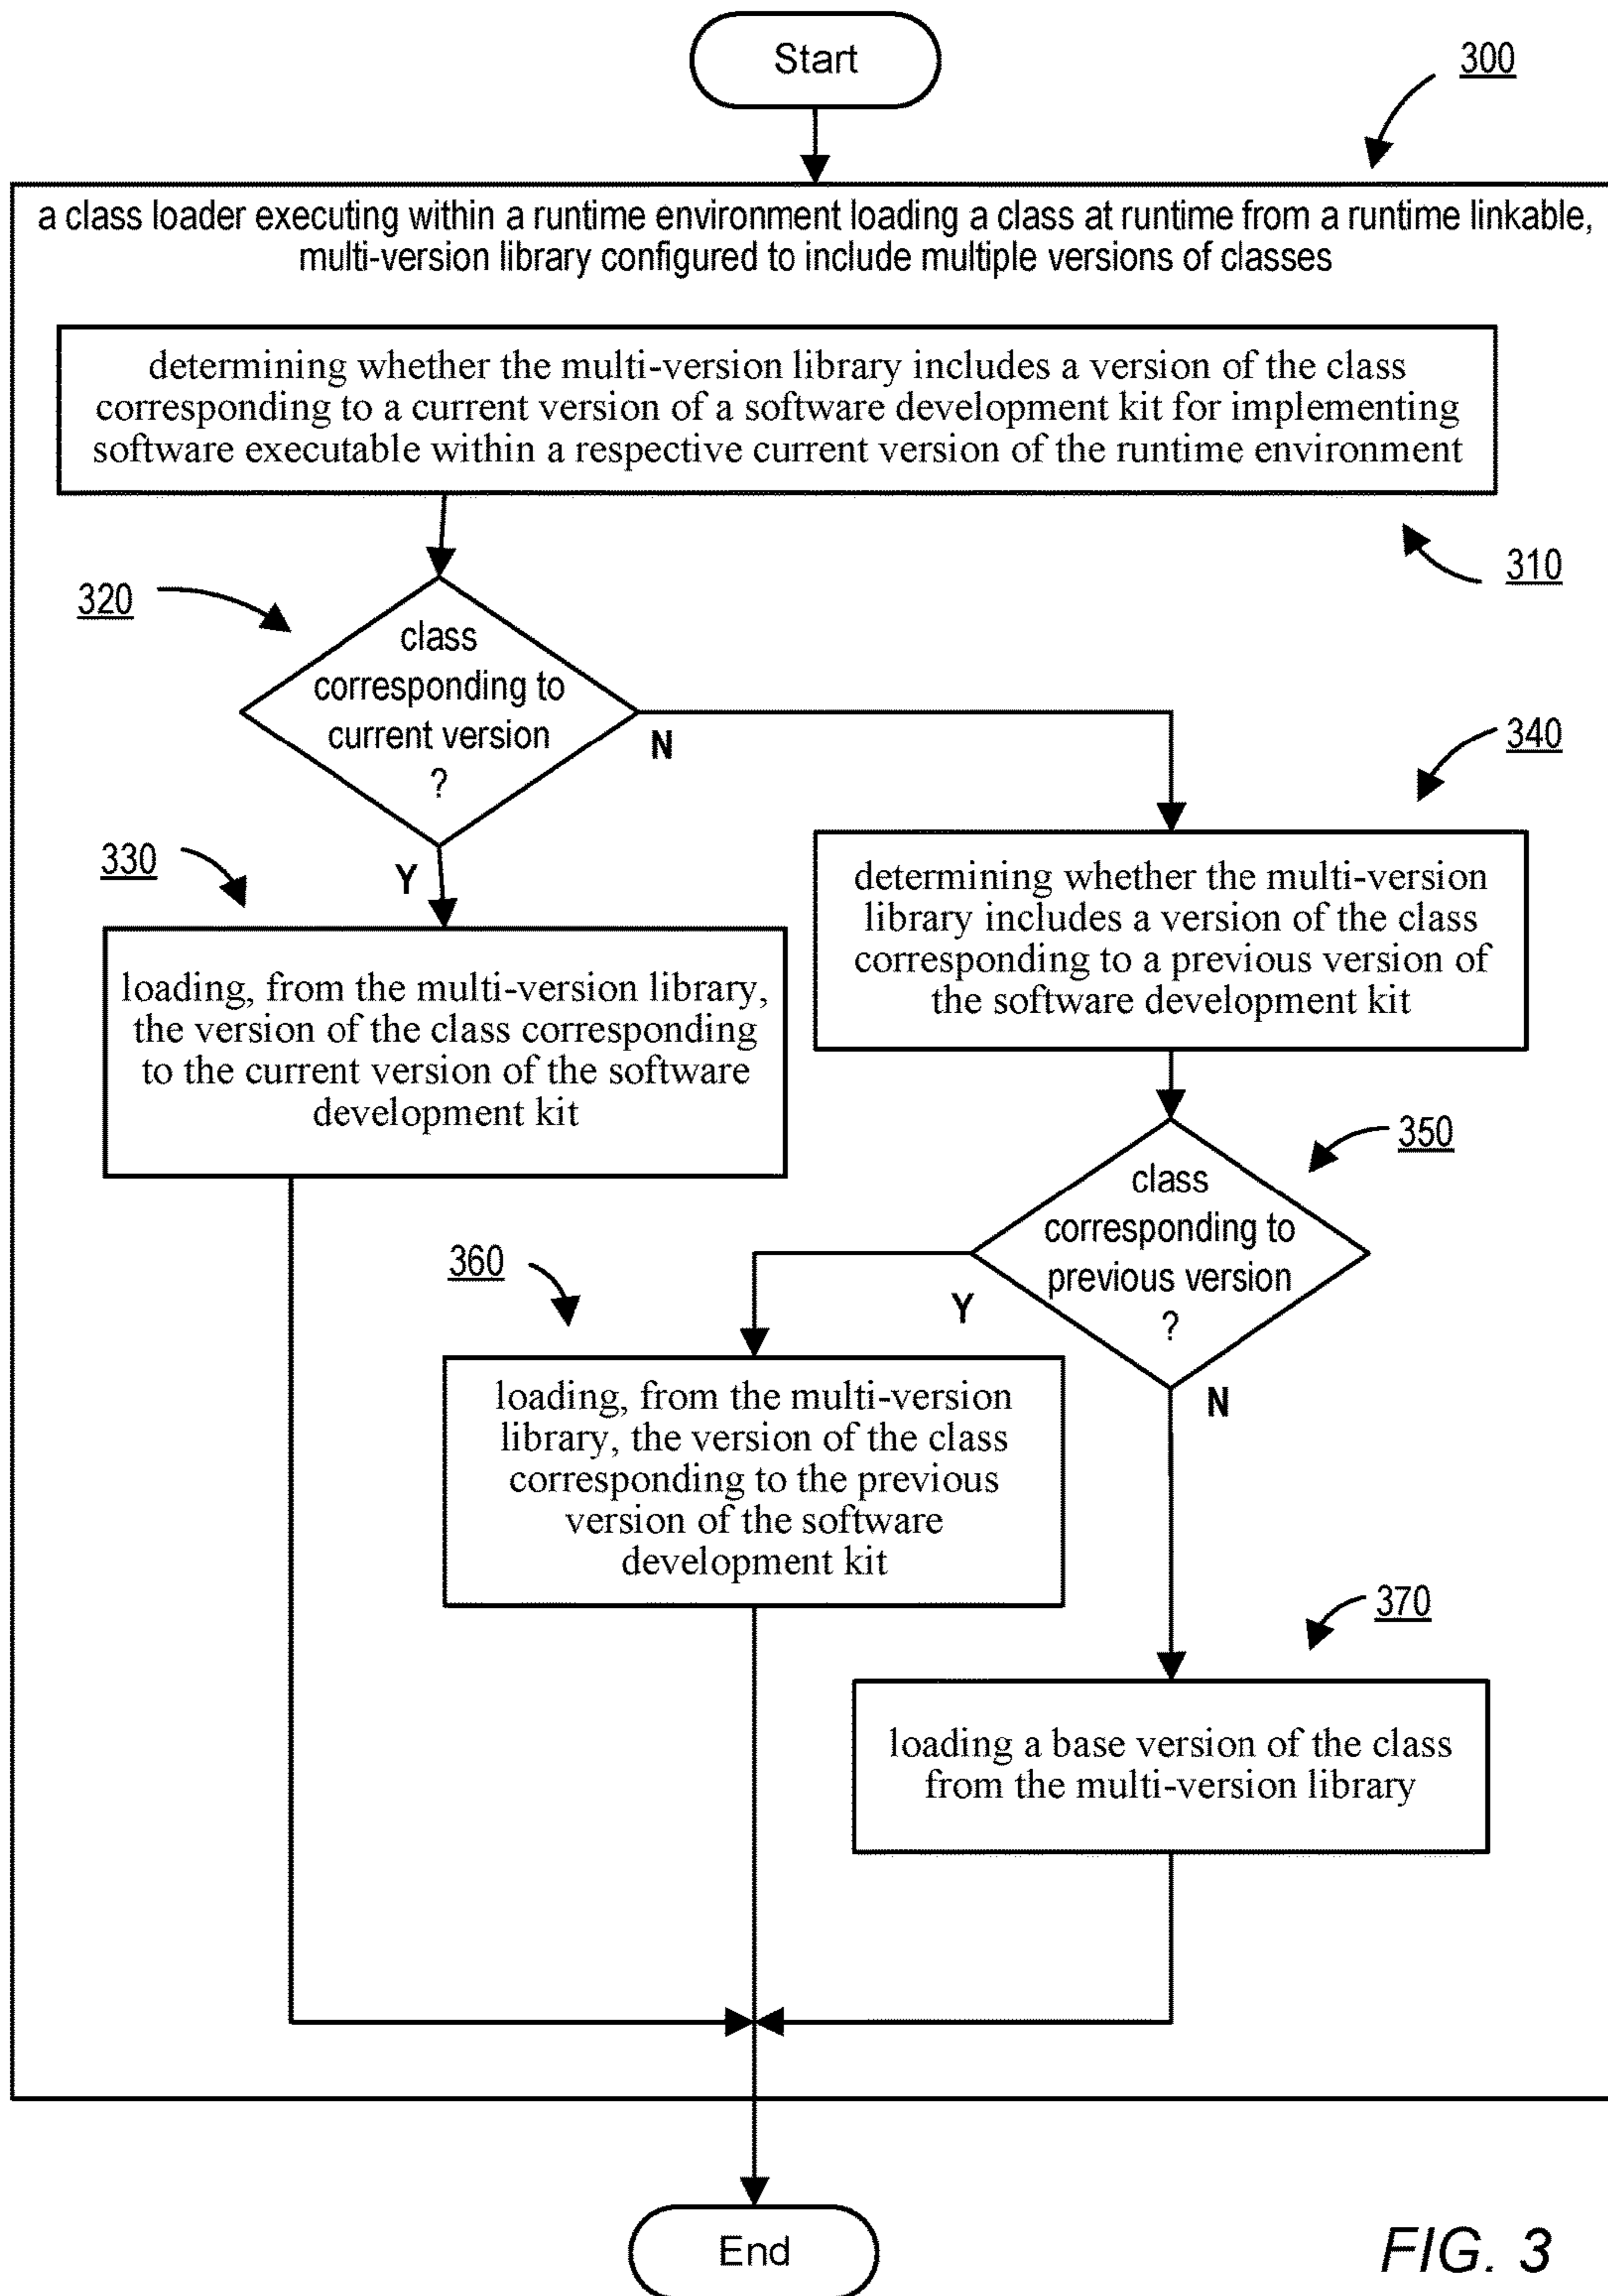 Start
300
a class loader executing within a runtime environment loading a class at runtime from a runtime linkable,
multi-version library configured to include multiple versions of classes
determining whether the multi-version library includes a version of the class
corresponding to a current version of a software development kit for implementing
software executable within a respective current version of the runtime environment
310
320
class
corresponding to
current version
?
N
Y
340
330
determining whether the multi-version
library includes a version of the class
corresponding to a previous version of
the software development kit
loading, from the multi-version library,
the version of the class corresponding
to the current version of the software
development kit
350
class
corresponding to
previous version
?
Y
N
360
loading, from the multi-version
library, the version of the class
corresponding to the previous
version of the software
development kit
370
loading a base version of the class
from the multi-version library
End
FIG. 3